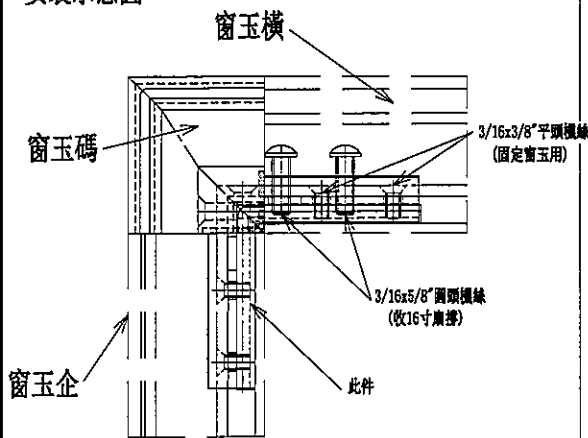 窗玉橫
3/16x3/8"平頭機絲
(固定窗玉用)
窗玉碼
3/16x5/8"圓頭機絲
(收16寸扇撐)
窗玉企
此件